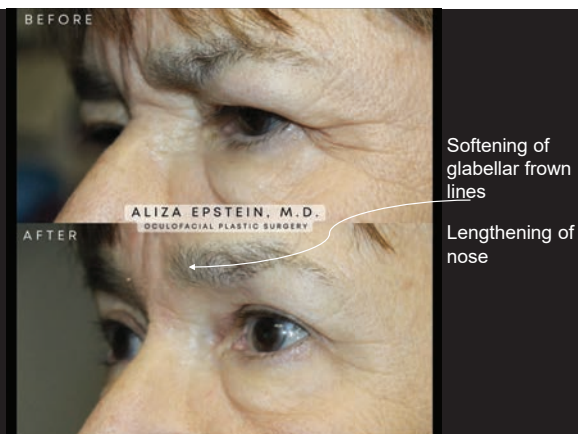 BEFORE
ALIZA EPSTEIN, M.D.
OCULOFACIAL PLASTIC SURGERY
AFTER
Softening of
glabellar frown
lines
Lengthening of
nose